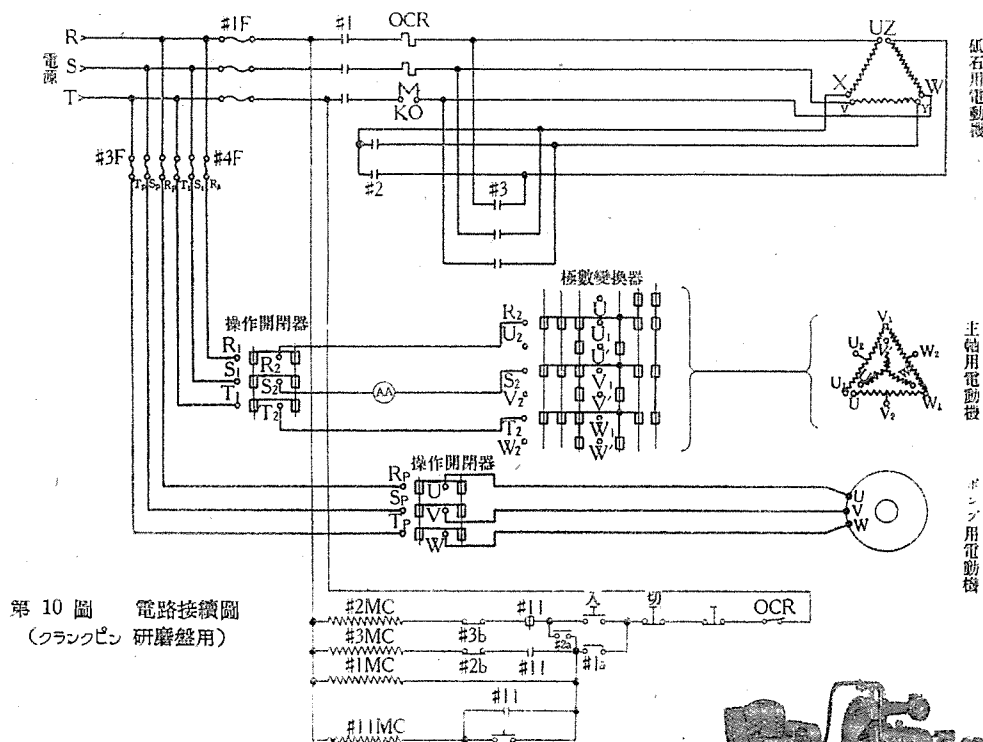 #1F #1 OCR
R
電源
S
T
KO
UZ
X W
V Y
砥石用電動機
#3F #4F
TP SP RP T1 S1 R1
#2 #3
極數變換器
操作開閉器
R1 R2
S1 S2
T1 T2
AA
R2
U2
S2
V2
T2
W2
U
U1
U'
V1
V'
W1
W'
V1
U2 W2
U1 U V2 W1
主軸用電動機
操作開閉器
RP U
SP V
TP W
U
V
W
ポンプ用電動機
第 10 圖 電路接續圖
(クランクピン 研磨盤用)
#2MC #3b #11 入 切 OCR
#2a
#3MC #2b #11 #1a
#1MC
#11
#11MC